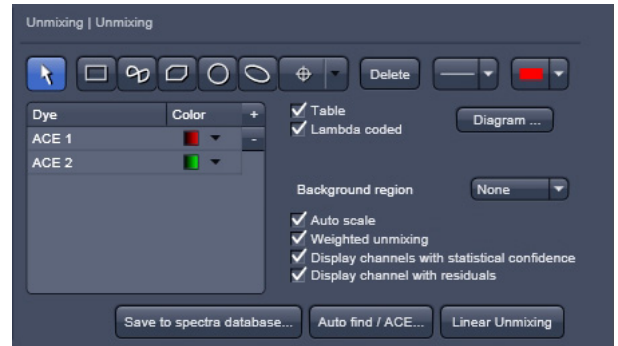 Unmixing | Unmixing
Delete
Dye Color + Table
Lambda coded
Diagram ...
ACE 1 -
ACE 2
Background region None
Auto scale
Weighted unmixing
Display channels with statistical confidence
Display channel with residuals
Save to spectra database... Auto find / ACE... Linear Unmixing